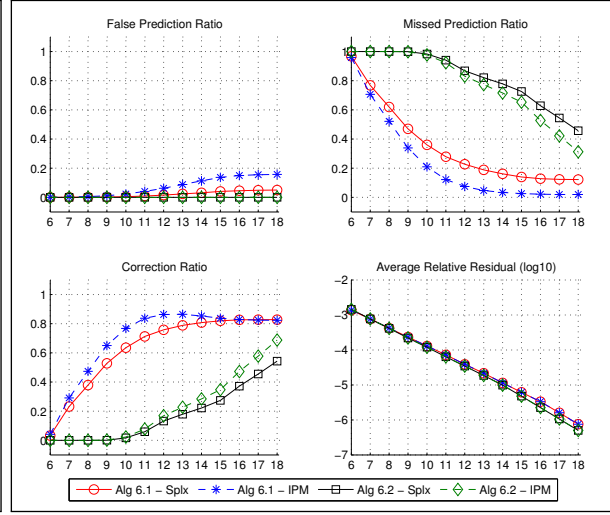 False Prediction Ratio
Missed Prediction Ratio
1
0.8
0.6
0.4
0.2
0
6 7 8 9 10 11 12 13 14 15 16 17 18
1
0.8
0.6
0.4
0.2
0
6 7 8 9 10 11 12 13 14 15 16 17 18
Correction Ratio
Average Relative Residual (log10)
1
0.8
0.6
0.4
0.2
0
6 7 8 9 10 11 12 13 14 15 16 17 18
−2
−3
−4
−5
−6
−7
6 7 8 9 10 11 12 13 14 15 16 17 18
Alg 6.1 − Splx Alg 6.1 − IPM Alg 6.2 − Splx Alg 6.2 − IPM